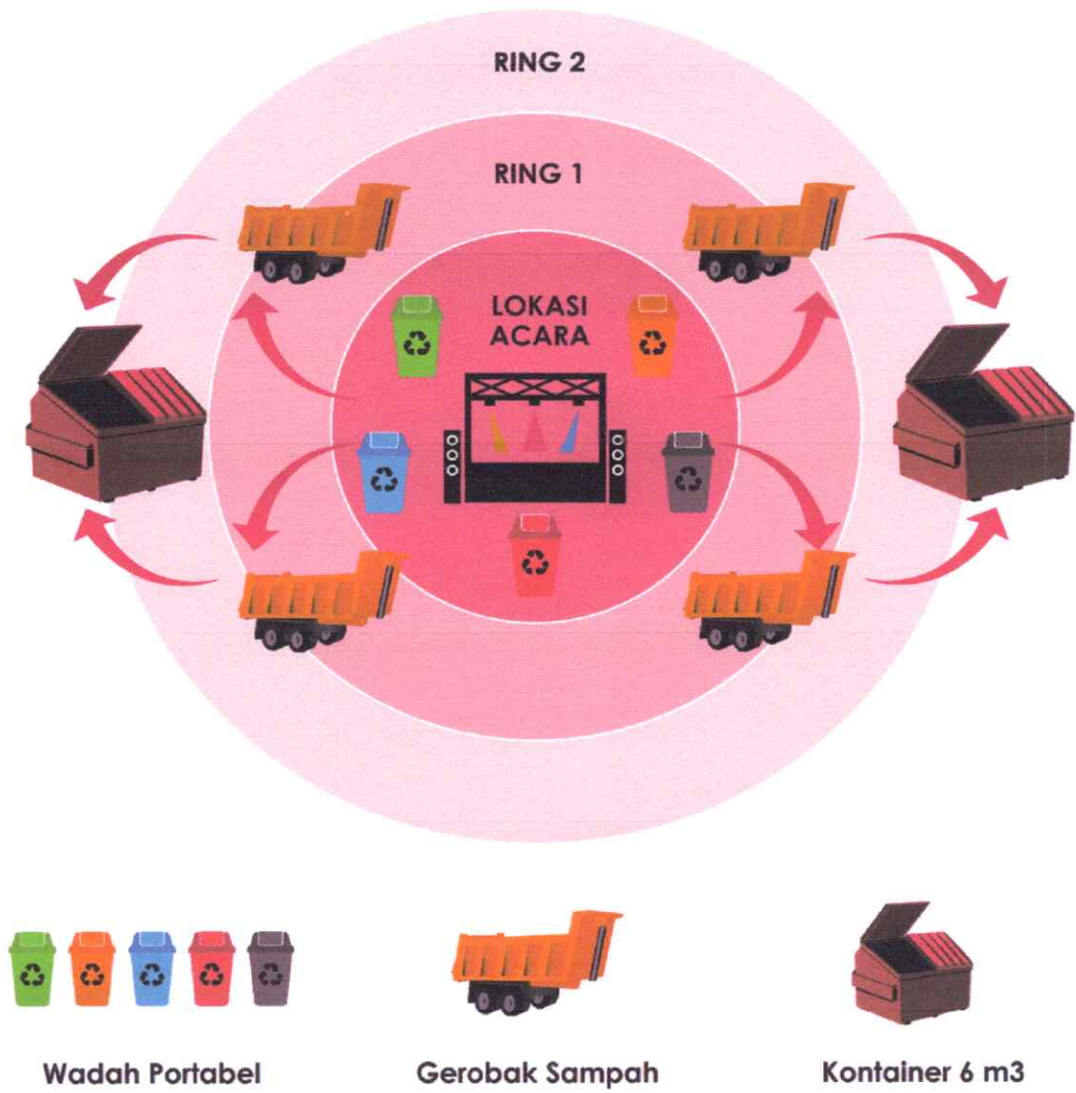 RING 2
RING 1
LOKASI
ACARA
Wadah Portabel
Gerobak Sampah
Kontainer 6 m3